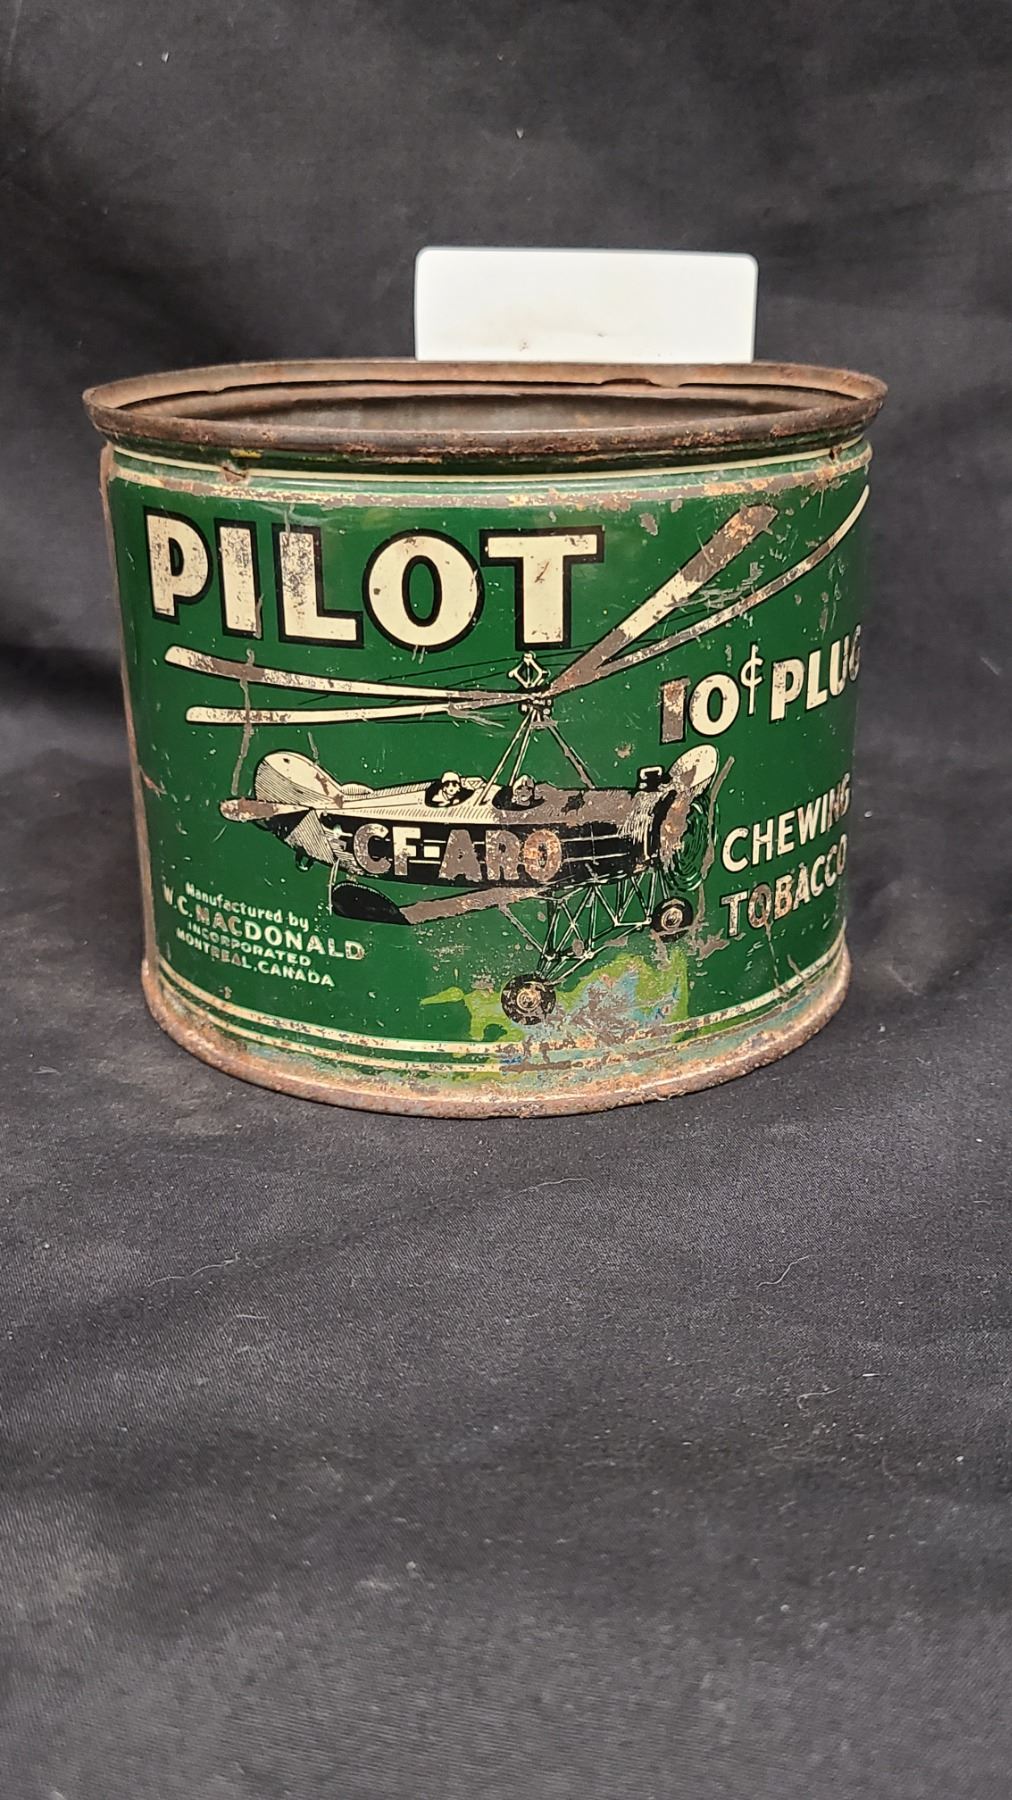 PILOT
10¢ PLUG
CF-ARO
CHEWING
TOBACCO
Manufactured by
W.C. MACDONALD
INCORPORATED
MONTREAL, CANADA